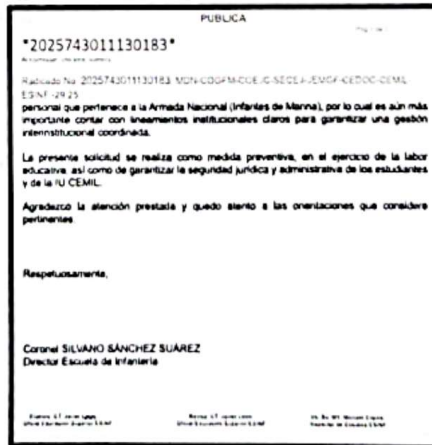 PUBLICA
*2025743011130183*
Radicado No. 2025743011130183: MDN-COGFM-COEJC-SECEJ-JEMGF-CEDOC-CEMIL-
ESINF-29.25
personal que pertenece a la Armada Nacional (Infantes de Marina), por lo cual es aún más
importante contar con lineamientos institucionales claros para garantizar una gestión
interinstitucional coordinada.
La presente solicitud se realiza como medida preventiva, en el ejercicio de la labor
educativa, así como de garantizar la seguridad jurídica y administrativa de los estudiantes
y de la IU CEMIL.
Agradezco la atención prestada y quedo atento a las orientaciones que considere
pertinentes.
Respetuosamente,
Coronel SILVANO SÁNCHEZ SUÁREZ
Director Escuela de Infantería